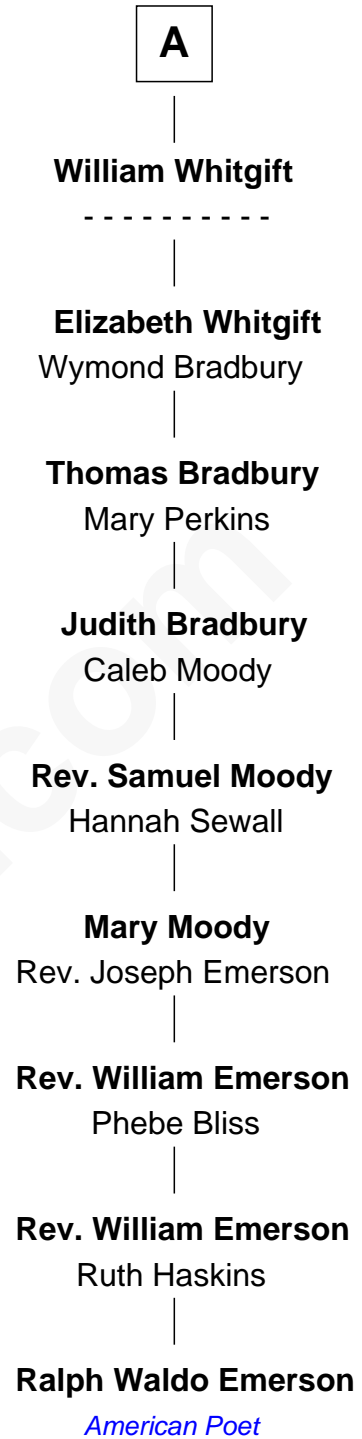 A
William Whitgift
- - - - - - - - - -
Elizabeth Whitgift
Wymond Bradbury
Thomas Bradbury
Mary Perkins
Judith Bradbury
Caleb Moody
Rev. Samuel Moody
Hannah Sewall
Mary Moody
Rev. Joseph Emerson
Rev. William Emerson
Phebe Bliss
Rev. William Emerson
Ruth Haskins
Ralph Waldo Emerson
American Poet